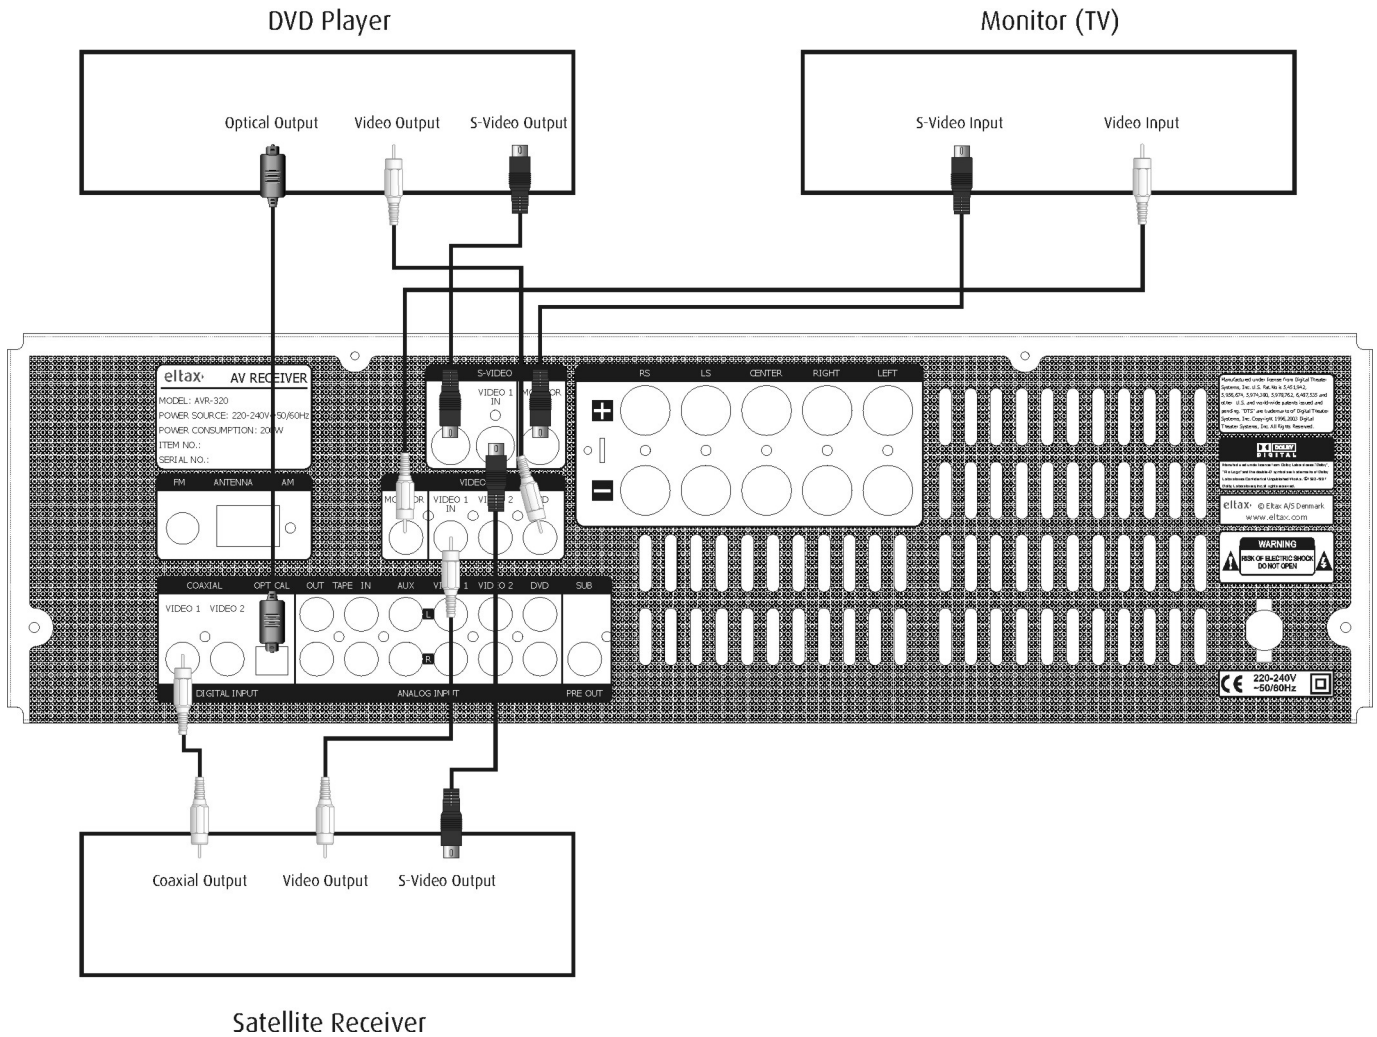 DVD Player
Monitor (TV)
Optical Output
Video Output
S-Video Output
S-Video Input
Video Input
eltax
AV RECEIVER
MODEL: AVR-320
POWER SOURCE: 220-240V~50/60Hz
POWER CONSUMPTION: 200W
ITEM NO.:
SERIAL NO.:
S-VIDEO
VIDEO 1
IN
RS
LS
CENTER
RIGHT
LEFT
FM
ANTENNA
AM
VIDEO
VIDEO 1
IN
DIGITAL
eltax
© Eltax A/S Denmark
www.eltax.com
WARNING
RISK OF ELECTRIC SHOCK
DO NOT OPEN
COAXIAL
OUT
TAPE
IN
AUX
DVD
SUB
VIDEO 1
VIDEO 2
L
R
DIGITAL INPUT
ANALOG INPUT
PRE OUT
CE
220-240V
~50/60Hz
Coaxial Output
Video Output
S-Video Output
Satellite Receiver